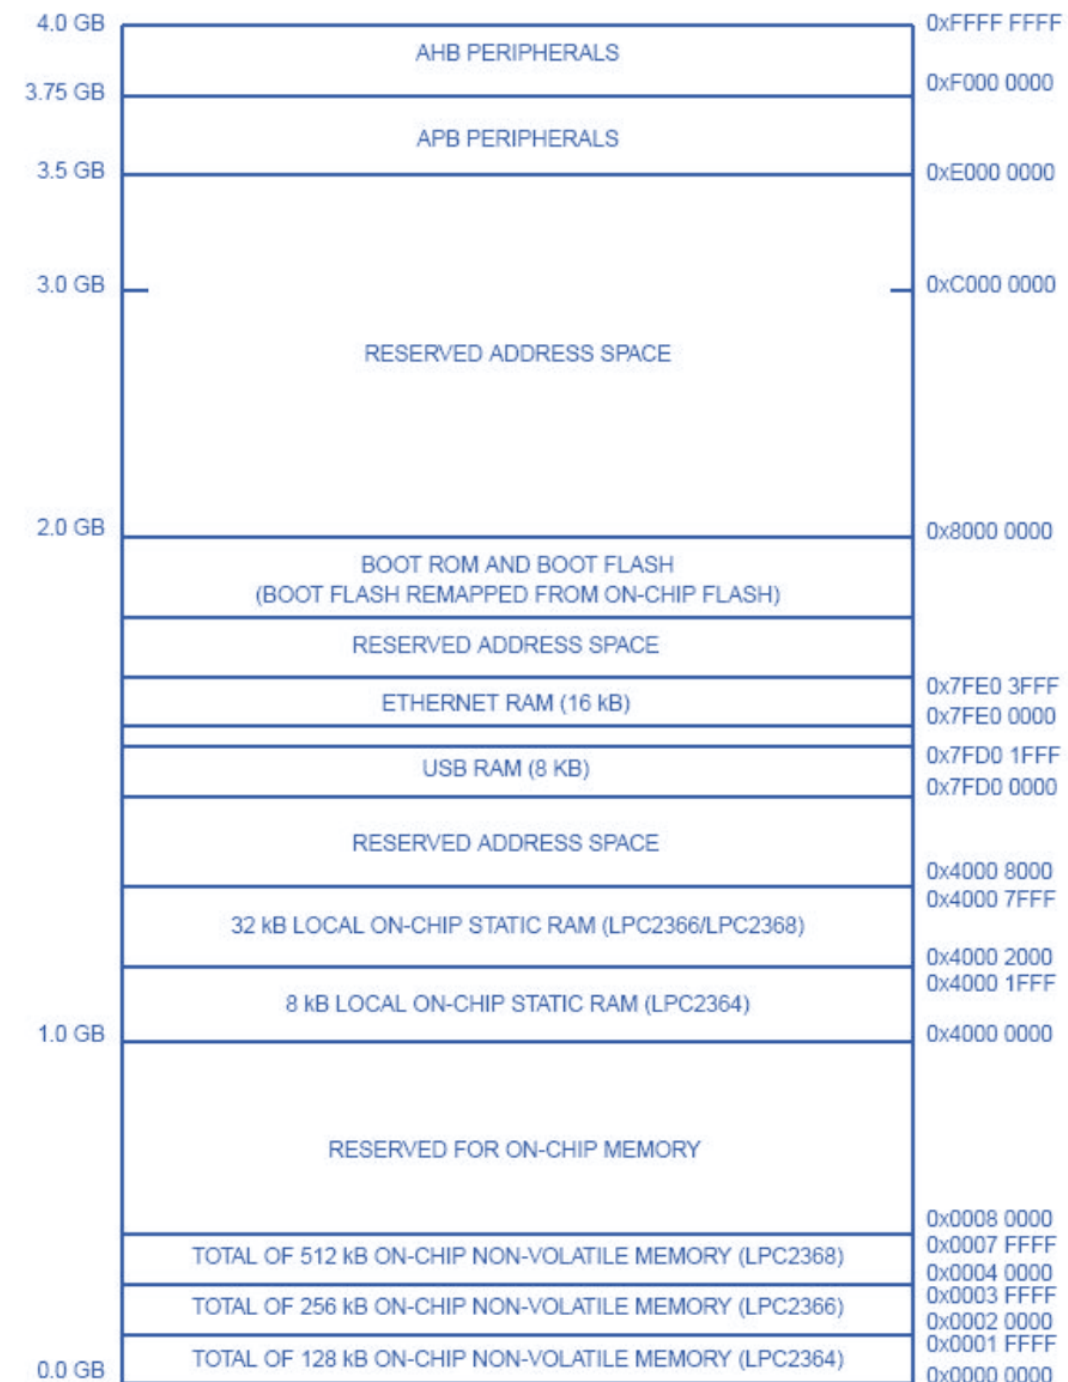 4.0 GB 0xFFFF FFFF
AHB PERIPHERALS
3.75 GB 0xF000 0000
APB PERIPHERALS
3.5 GB 0xE000 0000
3.0 GB 0xC000 0000
RESERVED ADDRESS SPACE
2.0 GB 0x8000 0000
BOOT ROM AND BOOT FLASH
(BOOT FLASH REMAPPED FROM ON-CHIP FLASH)
RESERVED ADDRESS SPACE
0x7FE0 3FFF
ETHERNET RAM (16 kB)
0x7FE0 0000
0x7FD0 1FFF
USB RAM (8 KB)
0x7FD0 0000
RESERVED ADDRESS SPACE
0x4000 8000
0x4000 7FFF
32 kB LOCAL ON-CHIP STATIC RAM (LPC2366/LPC2368)
0x4000 2000
0x4000 1FFF
8 kB LOCAL ON-CHIP STATIC RAM (LPC2364)
1.0 GB 0x4000 0000
RESERVED FOR ON-CHIP MEMORY
0x0008 0000
0x0007 FFFF
TOTAL OF 512 kB ON-CHIP NON-VOLATILE MEMORY (LPC2368)
0x0004 0000
0x0003 FFFF
TOTAL OF 256 kB ON-CHIP NON-VOLATILE MEMORY (LPC2366)
0x0002 0000
0x0001 FFFF
TOTAL OF 128 kB ON-CHIP NON-VOLATILE MEMORY (LPC2364)
0.0 GB 0x0000 0000